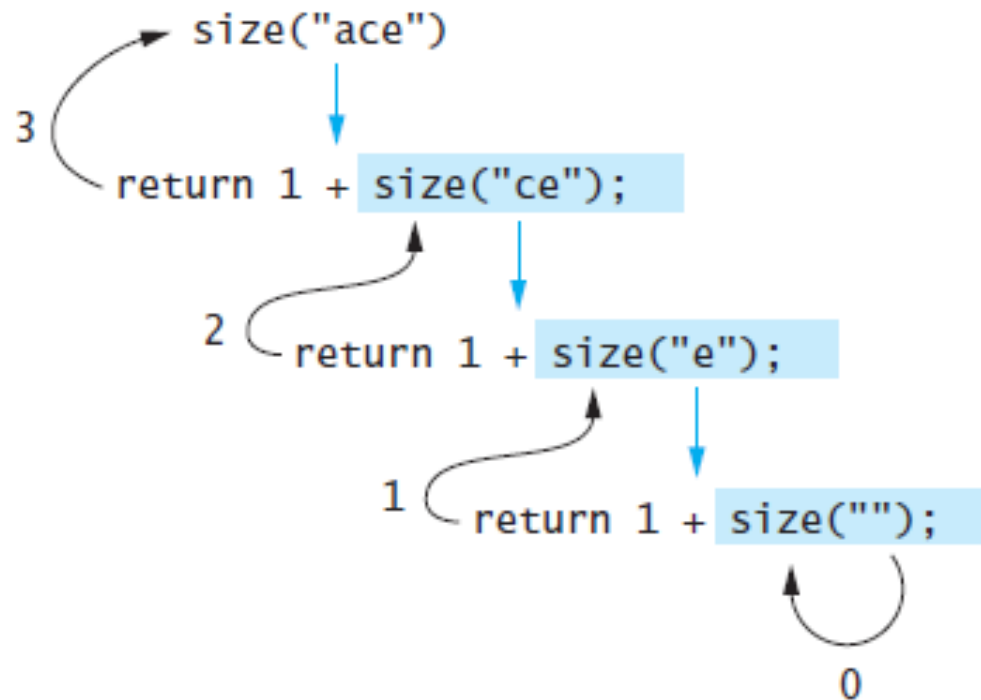 size("ace")
3
return 1 + size("ce");
2
return 1 + size("e");
1
return 1 + size("");
0